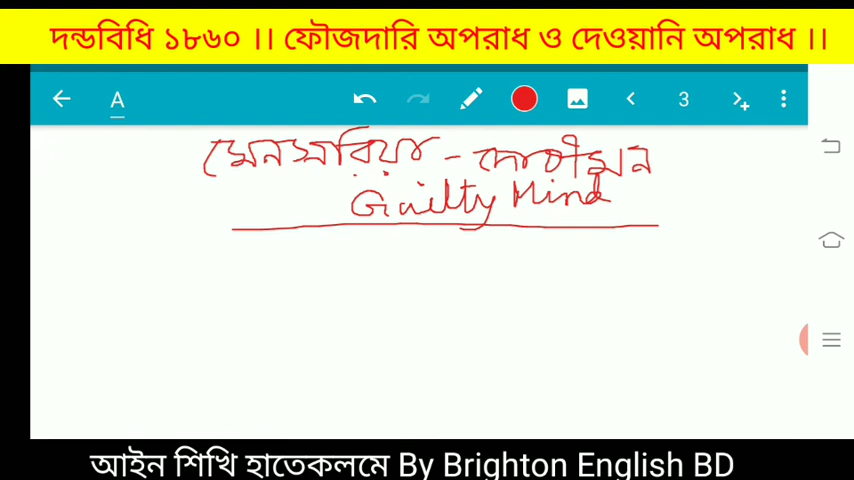 দন্ডবিধি ১৮৬০ ।। ফৌজদারি অপরাধ ও দেওয়ানি অপরাধ ।।
A
3
মেনসরিয়া - দোষীমন
Guilty Mind
আইন শিখি হাতেকলমে By Brighton English BD